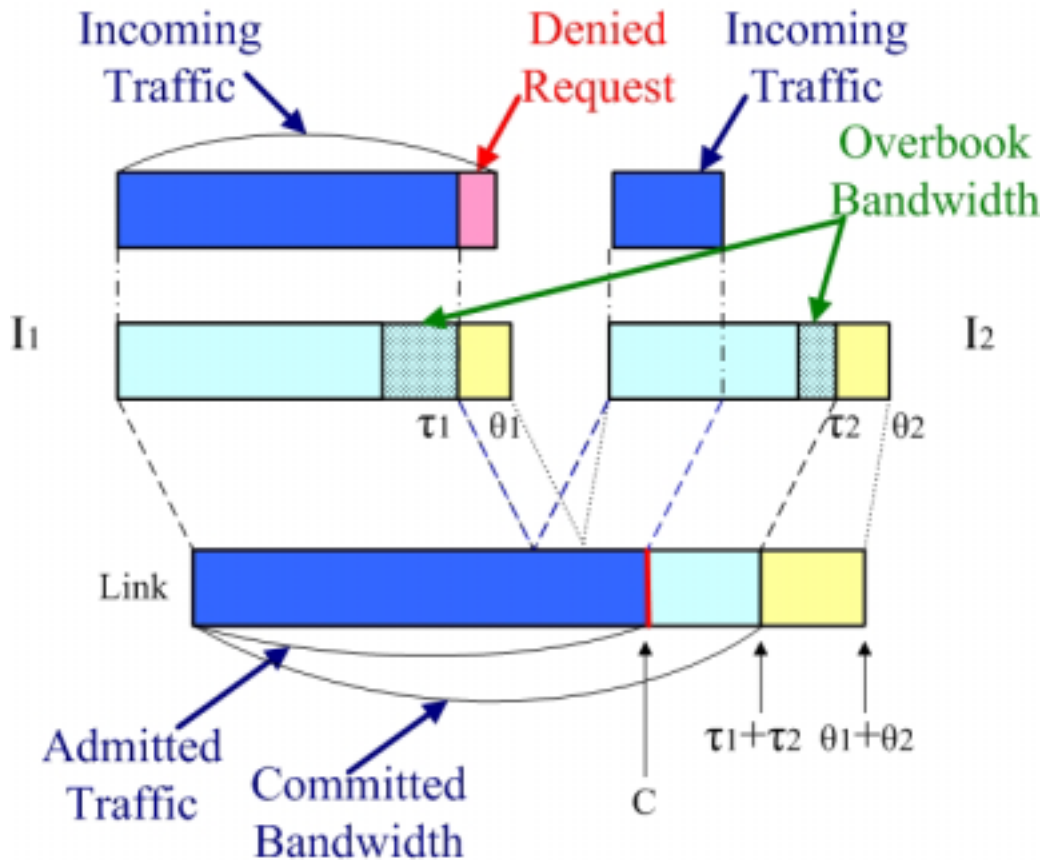 Incoming
Traffic
Denied
Request
Incoming
Traffic
Overbook
Bandwidth
I1
I2
τ1
θ1
τ2
θ2
Link
Admitted
Traffic
Committed
Bandwidth
C
τ1+τ2
θ1+θ2